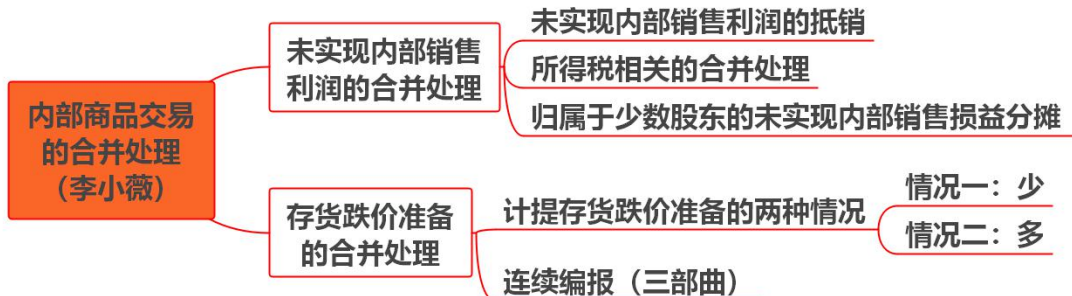 内部商品交易
的合并处理
（李小薇）
未实现内部销售
利润的合并处理
未实现内部销售利润的抵销
所得税相关的合并处理
归属于少数股东的未实现内部销售损益分摊
存货跌价准备
的合并处理
计提存货跌价准备的两种情况
情况一：少
情况二：多
连续编报（三部曲）